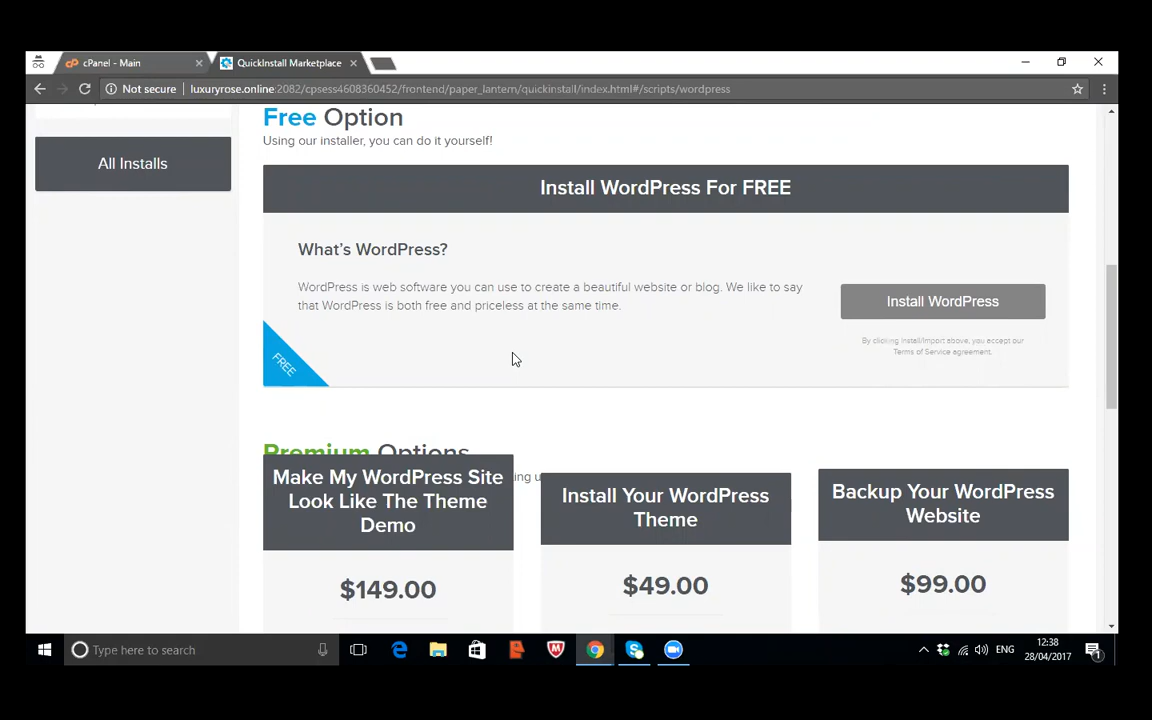 cPanel - Main
QuickInstall Marketplace
Not secure
luxuryrose.online:2082/cpsess4608360452/frontend/paper_lantern/quickinstall/index.html#/scripts/wordpress
Free Option
Using our installer, you can do it yourself!
All Installs
Install WordPress For FREE
What's WordPress?
WordPress is web software you can use to create a beautiful website or blog. We like to say
that WordPress is both free and priceless at the same time.
Install WordPress
By clicking Install/Import above, you accept our
Terms of Service agreement.
FREE
Premium Options
ing u
Make My WordPress Site
Look Like The Theme
Demo
$149.00
Install Your WordPress
Theme
$49.00
Backup Your WordPress
Website
$99.00
Type here to search
ENG
12:38
28/04/2017
1